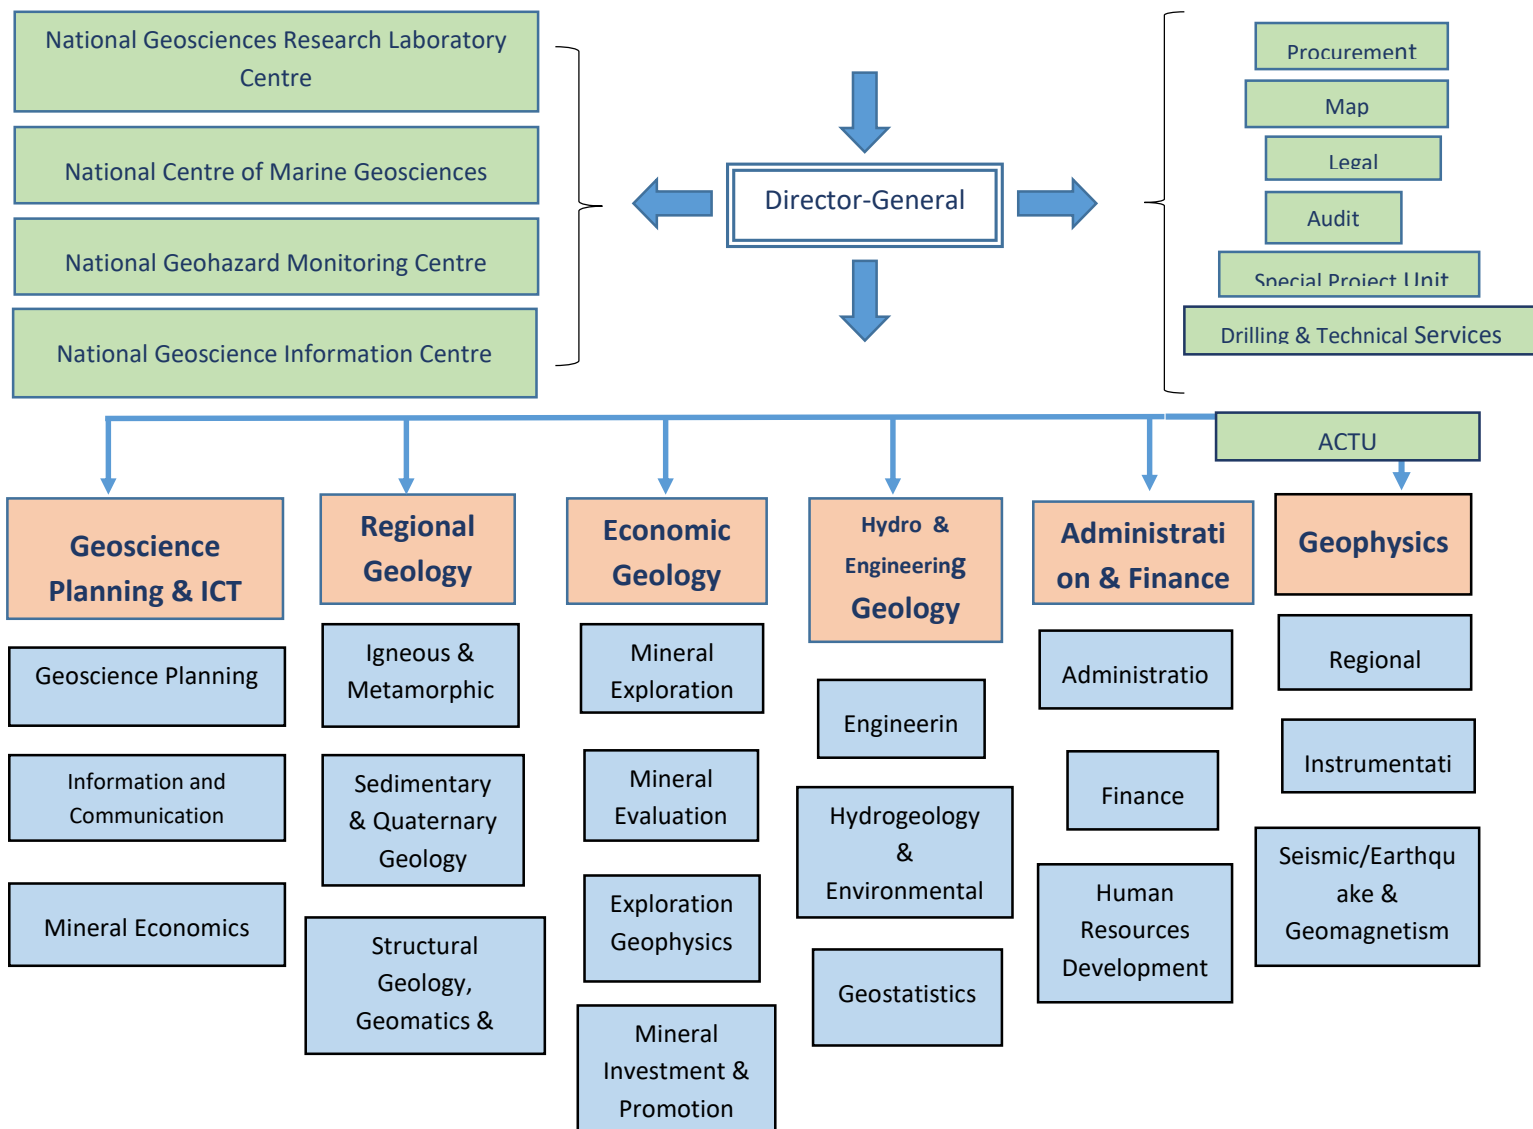 National Geosciences Research Laboratory
Centre
National Centre of Marine Geosciences
National Geohazard Monitoring Centre
National Geoscience Information Centre
Director-General
Procurement
Map
Legal
Audit
Special Project Unit
Drilling & Technical Services
ACTU
Geoscience
Planning & ICT
Regional
Geology
Economic
Geology
Hydro &
Engineering
Geology
Administrati
on & Finance
Geophysics
Geoscience Planning
Information and
Communication
Mineral Economics
Igneous &
Metamorphic
Sedimentary
& Quaternary
Geology
Structural
Geology,
Geomatics &
Mineral
Exploration
Mineral
Evaluation
Exploration
Geophysics
Mineral
Investment &
Promotion
Engineerin
Hydrogeology
&
Environmental
Geostatistics
Administratio
Finance
Human
Resources
Development
Regional
Instrumentati
Seismic/Earthqu
ake &
Geomagnetism